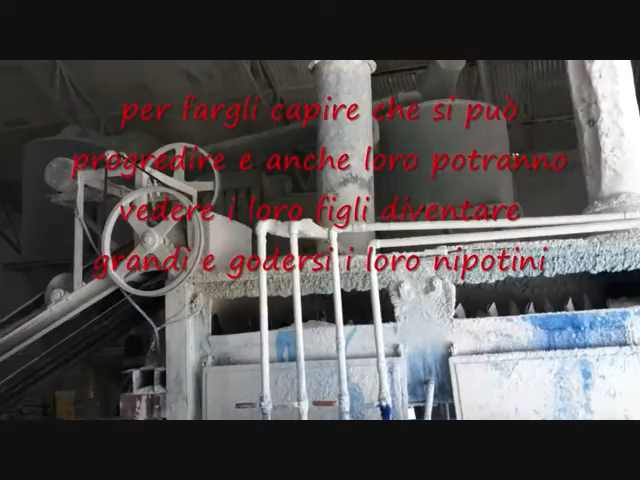 per fargli capire che si può
progredire e anche loro potranno
vedere i loro figli diventare
grandi e godersi i loro nipotini